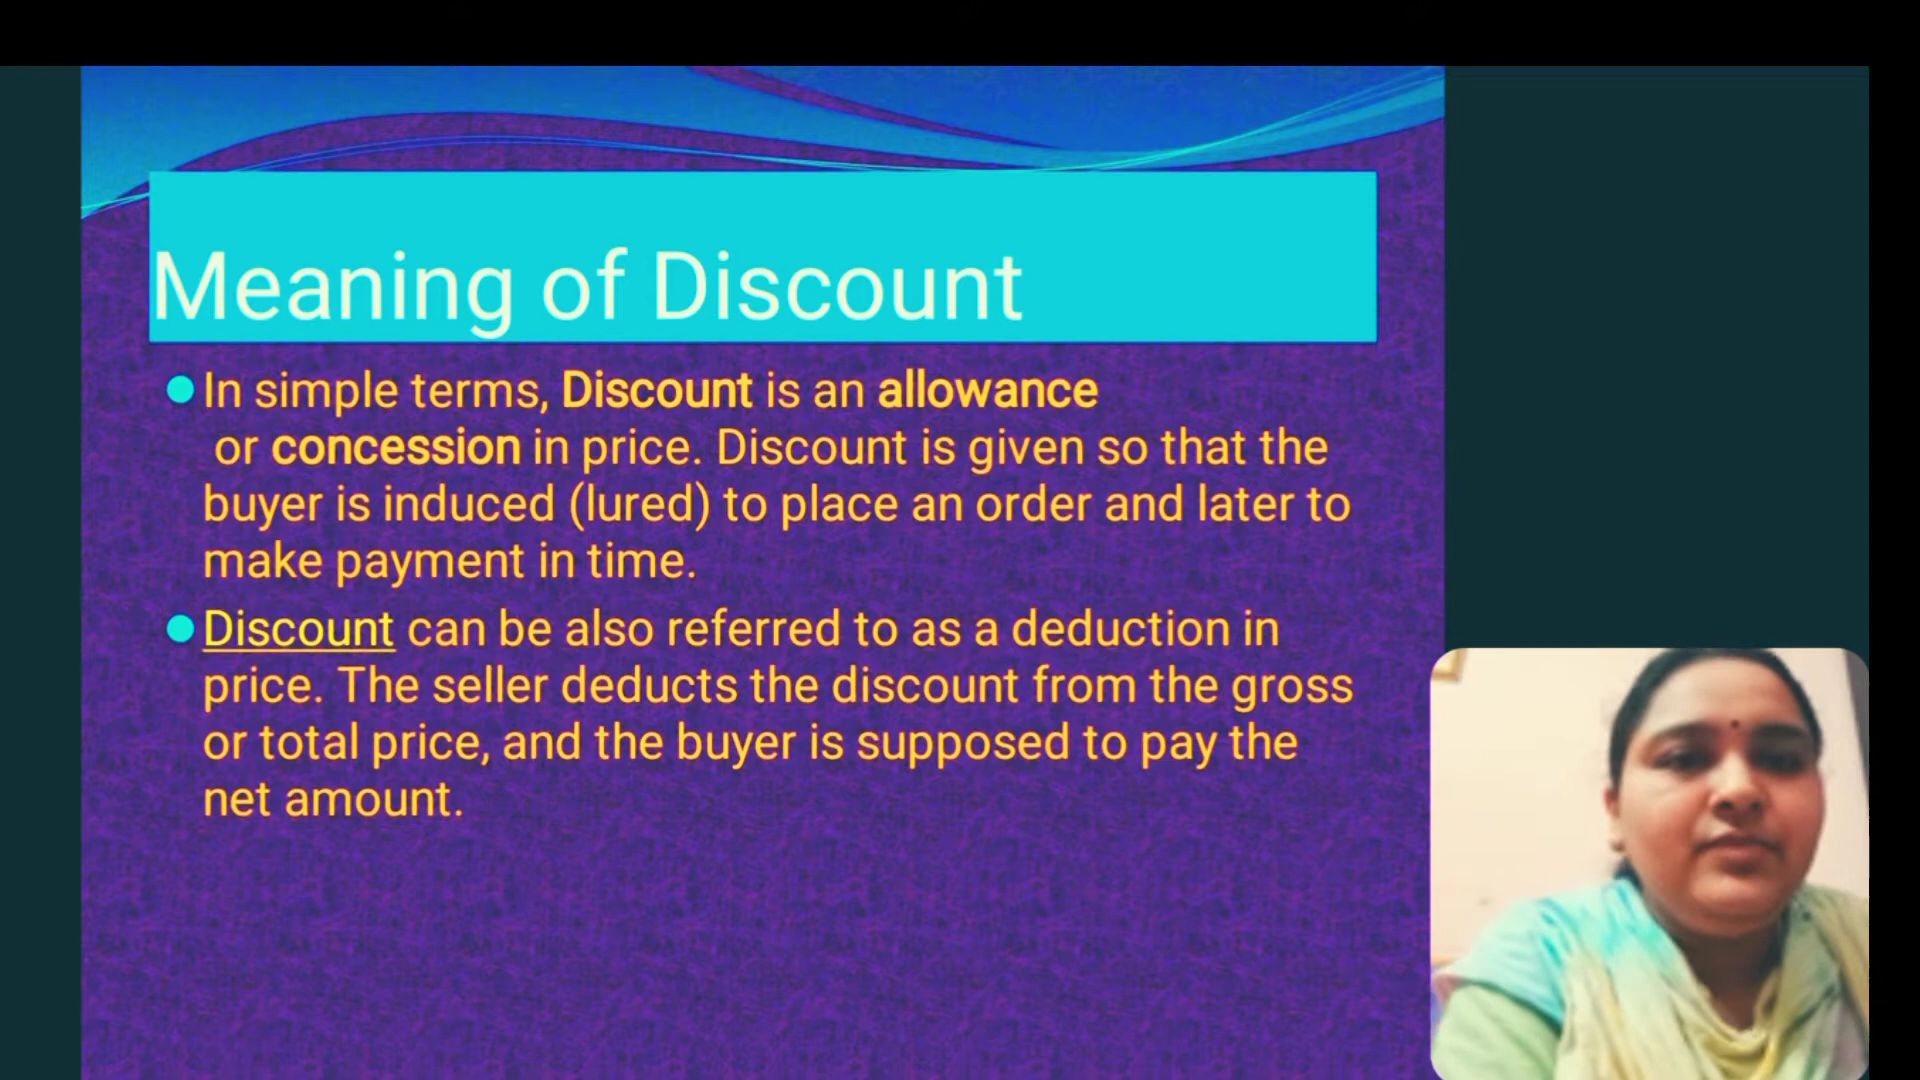 Meaning of Discount
In simple terms, Discount is an allowance
or concession in price. Discount is given so that the
buyer is induced (lured) to place an order and later to
make payment in time.
Discount can be also referred to as a deduction in
price. The seller deducts the discount from the gross
or total price, and the buyer is supposed to pay the
net amount.